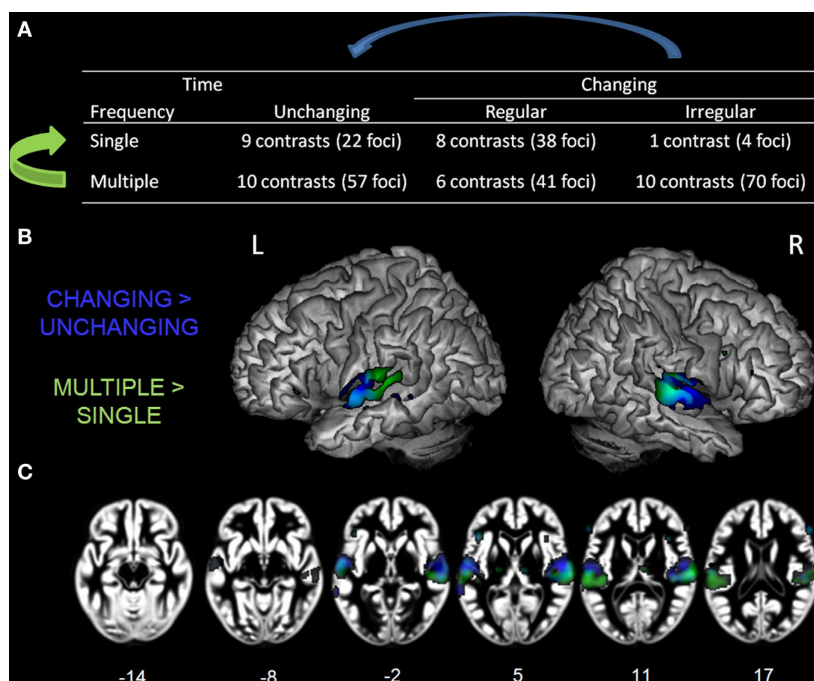 A
Time Changing
Frequency Unchanging Regular Irregular
Single 9 contrasts (22 foci) 8 contrasts (38 foci) 1 contrast (4 foci)
Multiple 10 contrasts (57 foci) 6 contrasts (41 foci) 10 contrasts (70 foci)
B
L R
CHANGING >
UNCHANGING
MULTIPLE >
SINGLE
C
-14 -8 -2 5 11 17